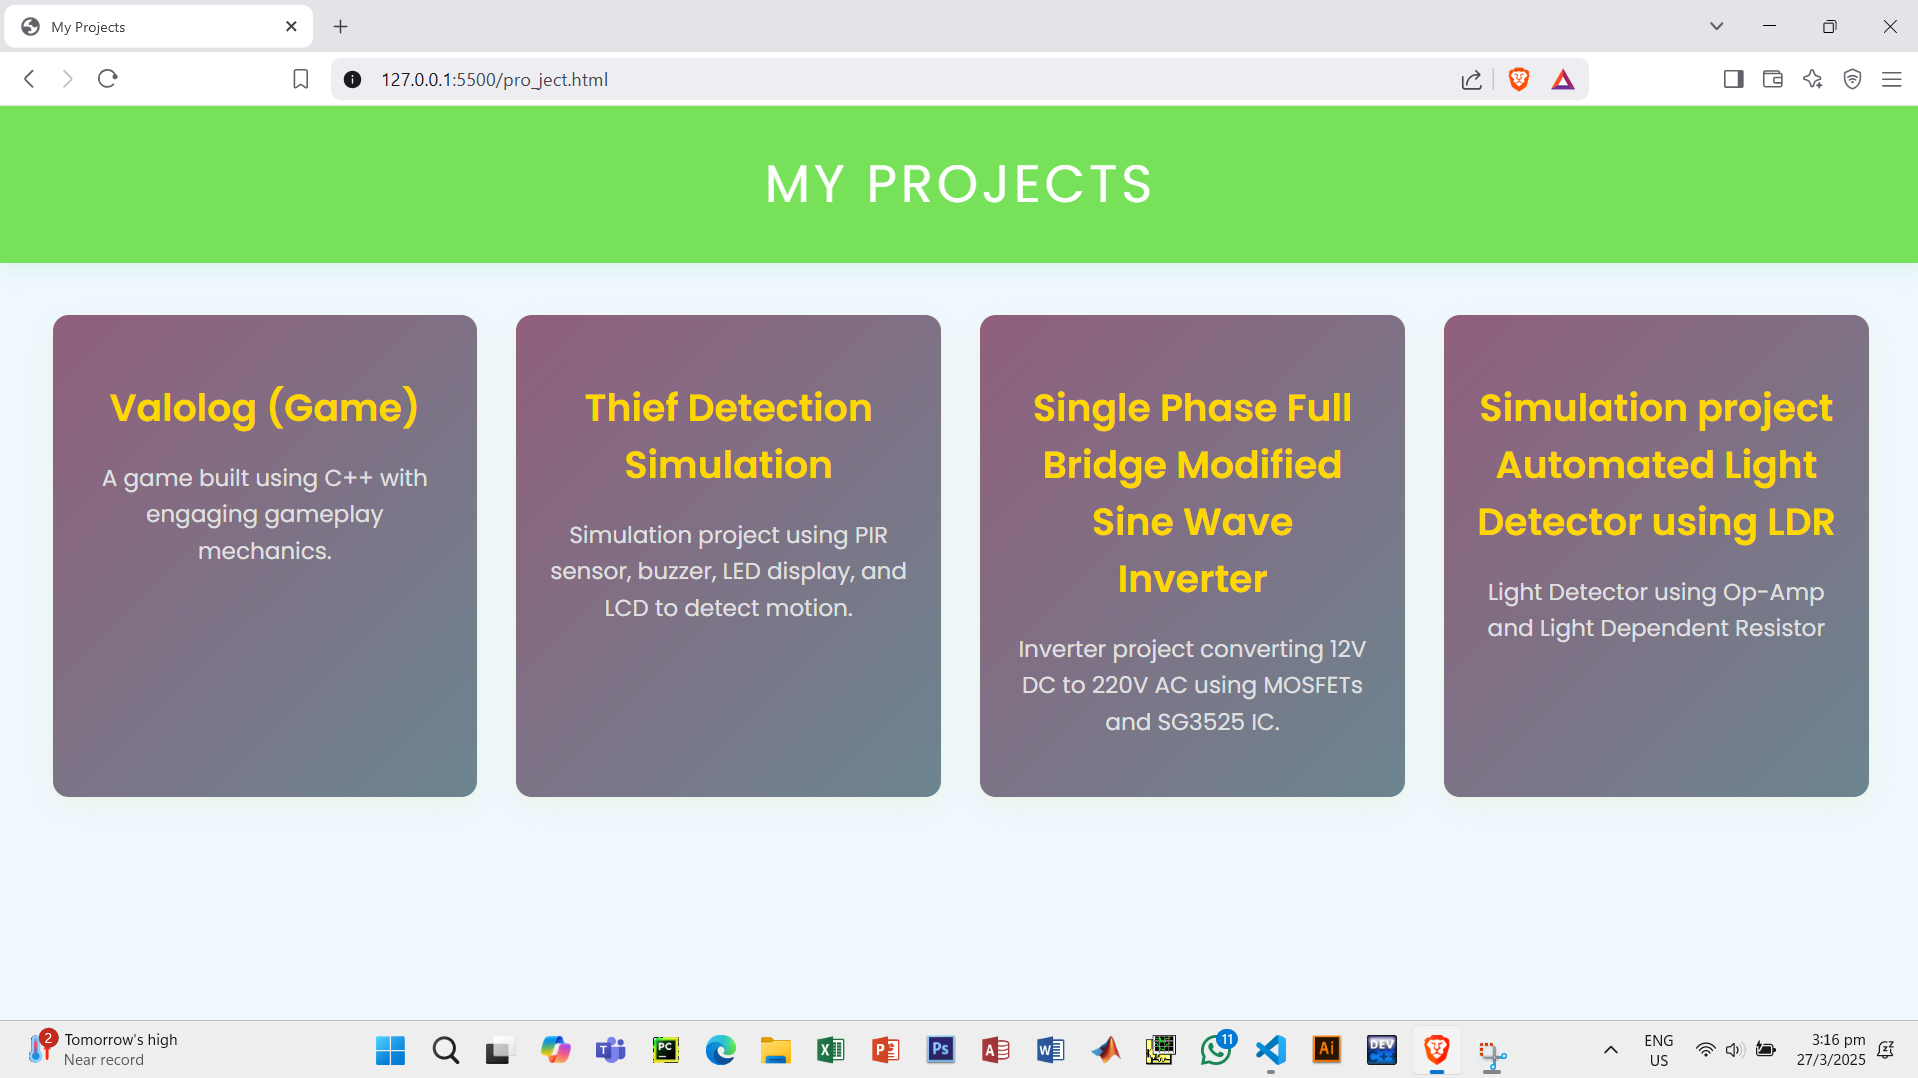 My Projects
127.0.0.1:5500/pro_ject.html
MY PROJECTS
Valolog (Game)
A game built using C++ with
engaging gameplay
mechanics.
Thief Detection
Simulation
Simulation project using PIR
sensor, buzzer, LED display, and
LCD to detect motion.
Single Phase Full
Bridge Modified
Sine Wave
Inverter
Inverter project converting 12V
DC to 220V AC using MOSFETs
and SG3525 IC.
Simulation project
Automated Light
Detector using LDR
Light Detector using Op-Amp
and Light Dependent Resistor
2
Tomorrow's high
Near record
T
PC
X
P
Ps
A
W
11
Ai
DEV
C++
ENG
US
3:16 pm
27/3/2025